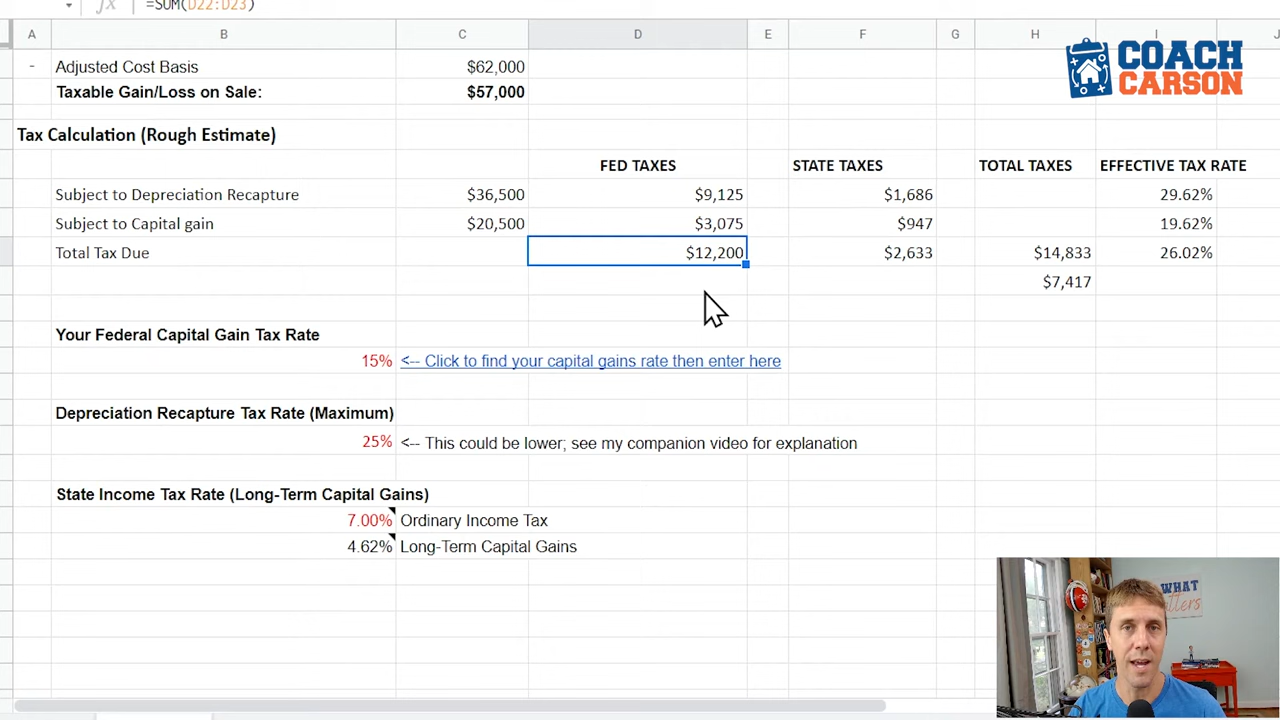 =SUM(D22:D23)
A B C D E F G H I J
COACH
CARSON
- Adjusted Cost Basis $62,000
Taxable Gain/Loss on Sale: $57,000
Tax Calculation (Rough Estimate)
FED TAXES STATE TAXES TOTAL TAXES EFFECTIVE TAX RATE
Subject to Depreciation Recapture $36,500 $9,125 $1,686 29.62%
Subject to Capital gain $20,500 $3,075 $947 19.62%
Total Tax Due $12,200 $2,633 $14,833 26.02%
$7,417
Your Federal Capital Gain Tax Rate
15% <-- Click to find your capital gains rate then enter here
Depreciation Recapture Tax Rate (Maximum)
25% <-- This could be lower; see my companion video for explanation
State Income Tax Rate (Long-Term Capital Gains)
7.00% Ordinary Income Tax
4.62% Long-Term Capital Gains
WHAT